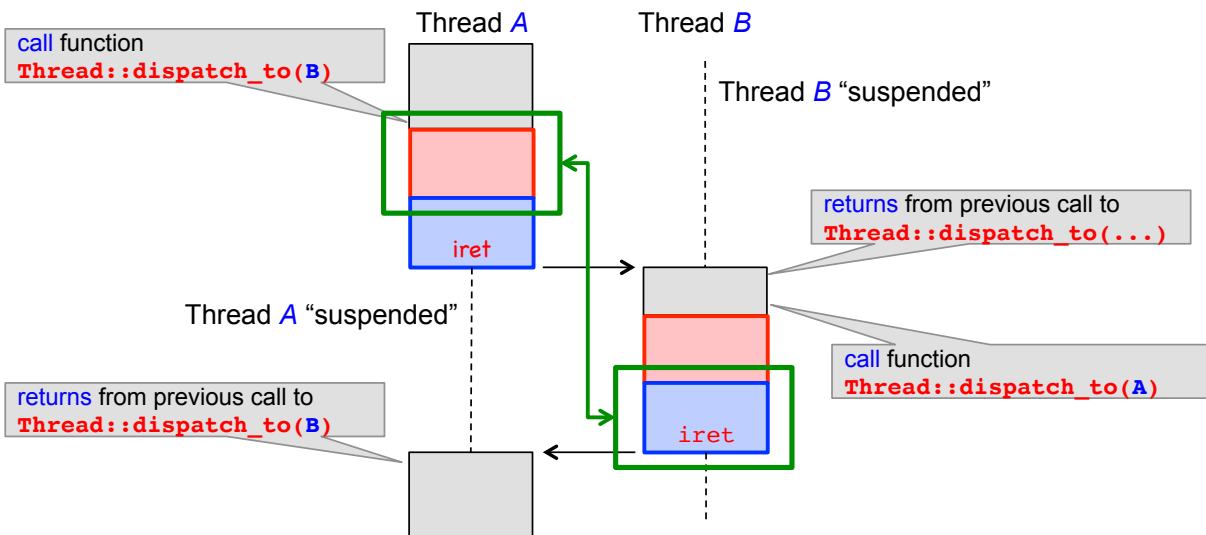 Thread A
Thread B
call function
Thread::dispatch_to(B)
Thread B “suspended”
returns from previous call to
Thread::dispatch_to(...)
iret
Thread A “suspended”
call function
Thread::dispatch_to(A)
returns from previous call to
Thread::dispatch_to(B)
iret